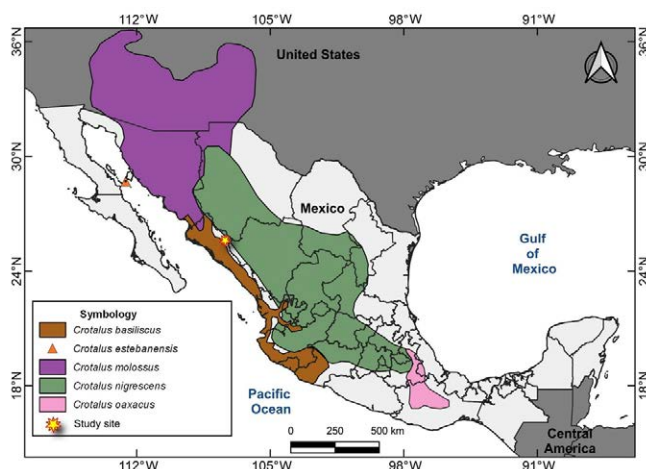 112°W 105°W 98°W 91°W
36°N
30°N
24°N
18°N
36°N
30°N
24°N
18°N
United States
Mexico
Gulf
of
Mexico
Pacific
Ocean
Central
America
Symbology
Crotalus basiliscus
Crotalus estebanensis
Crotalus molossus
Crotalus nigrescens
Crotalus oaxacus
Study site
0 250 500 km
112°W 105°W 98°W 91°W